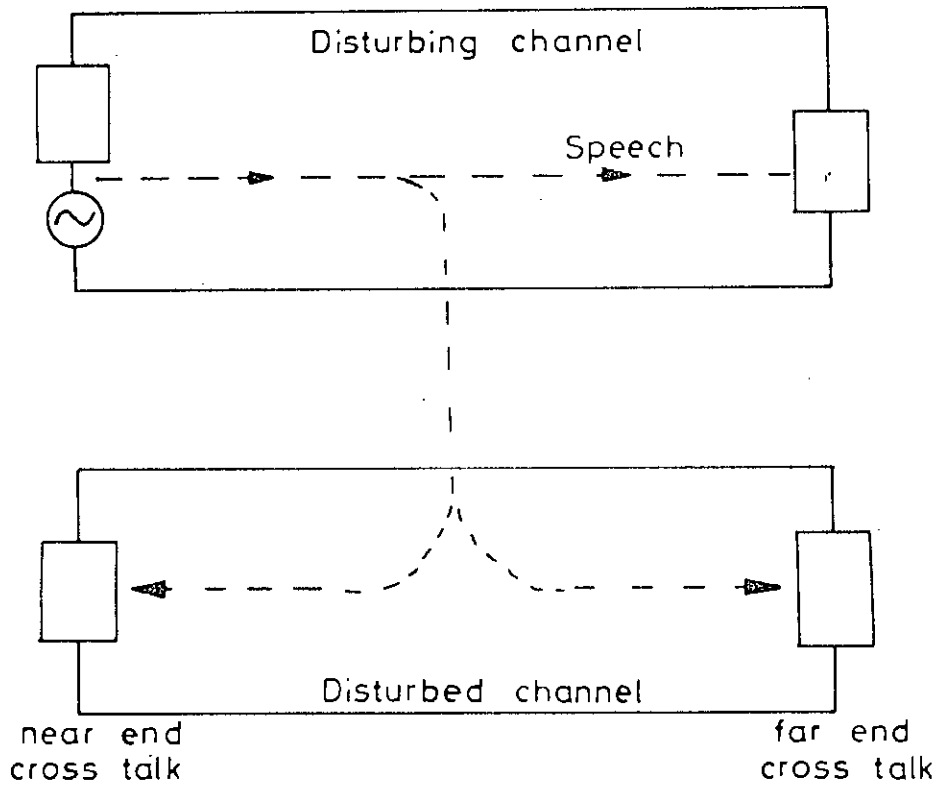 Disturbing channel
Speech
Disturbed channel
near end
cross talk
far end
cross talk